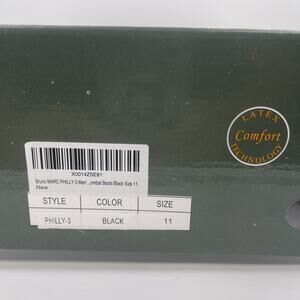 LATEX
Comfort
TECHNOLOGY
X0014ZSE81
Bruno MARC PHILLY-3 Men'...ombat Boots Black Size 11
New
STYLE COLOR SIZE
PHILLY-3 BLACK 11